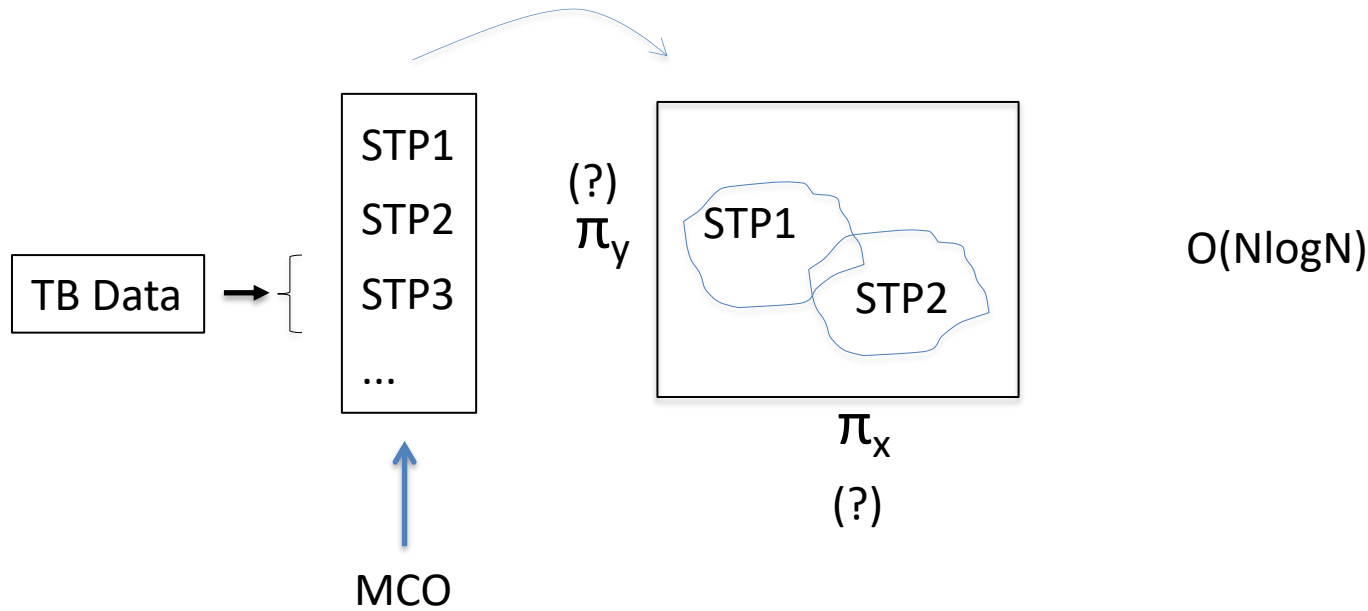 TB Data
STP1
STP2
STP3
...
MCO
(?)
πy
STP1
STP2
πx
(?)
O(NlogN)